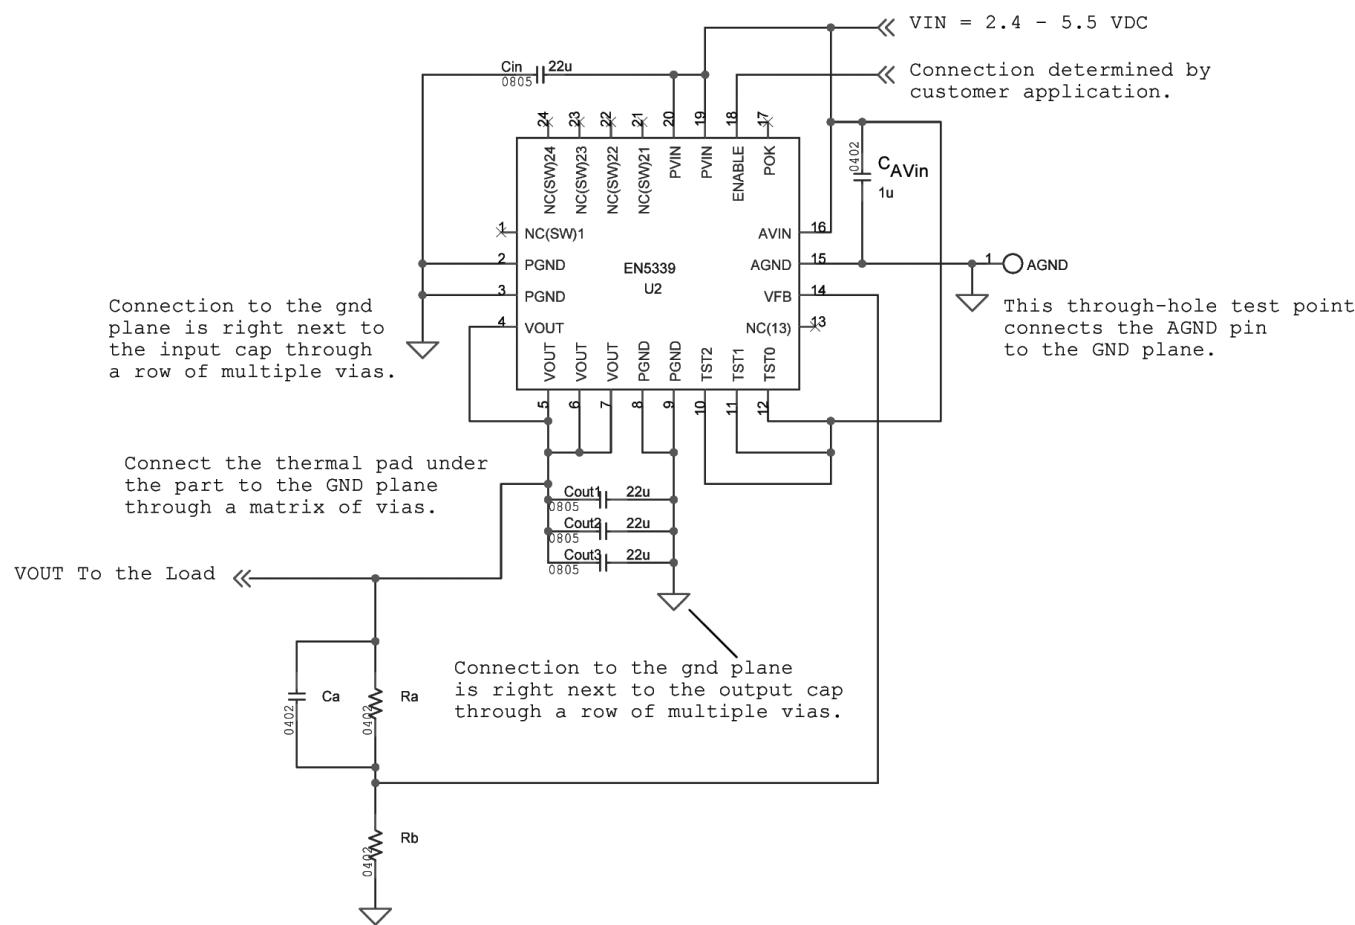 VIN = 2.4 - 5.5 VDC
Cin 22u
0805
Connection determined by
customer application.
24
23
22
21
20
19
18
17
NC(SW)24
NC(SW)23
NC(SW)22
NC(SW)21
PVIN
PVIN
ENABLE
POK
0402
CAVin
1u
1
NC(SW)1
AVIN
16
2
PGND
EN5339
U2
AGND
15
1
AGND
3
PGND
VFB
14
4
VOUT
NC(13)
13
Connection to the gnd
plane is right next to
the input cap through
a row of multiple vias.
This through-hole test point
connects the AGND pin
to the GND plane.
VOUT
VOUT
VOUT
PGND
PGND
TST2
TST1
TST0
5
6
7
8
9
10
11
12
Connect the thermal pad under
the part to the GND plane
through a matrix of vias.
Cout1 22u
0805
Cout2 22u
0805
Cout3 22u
0805
VOUT To the Load
Connection to the gnd plane
is right next to the output cap
through a row of multiple vias.
Ca
0402
Ra
0402
Rb
0402